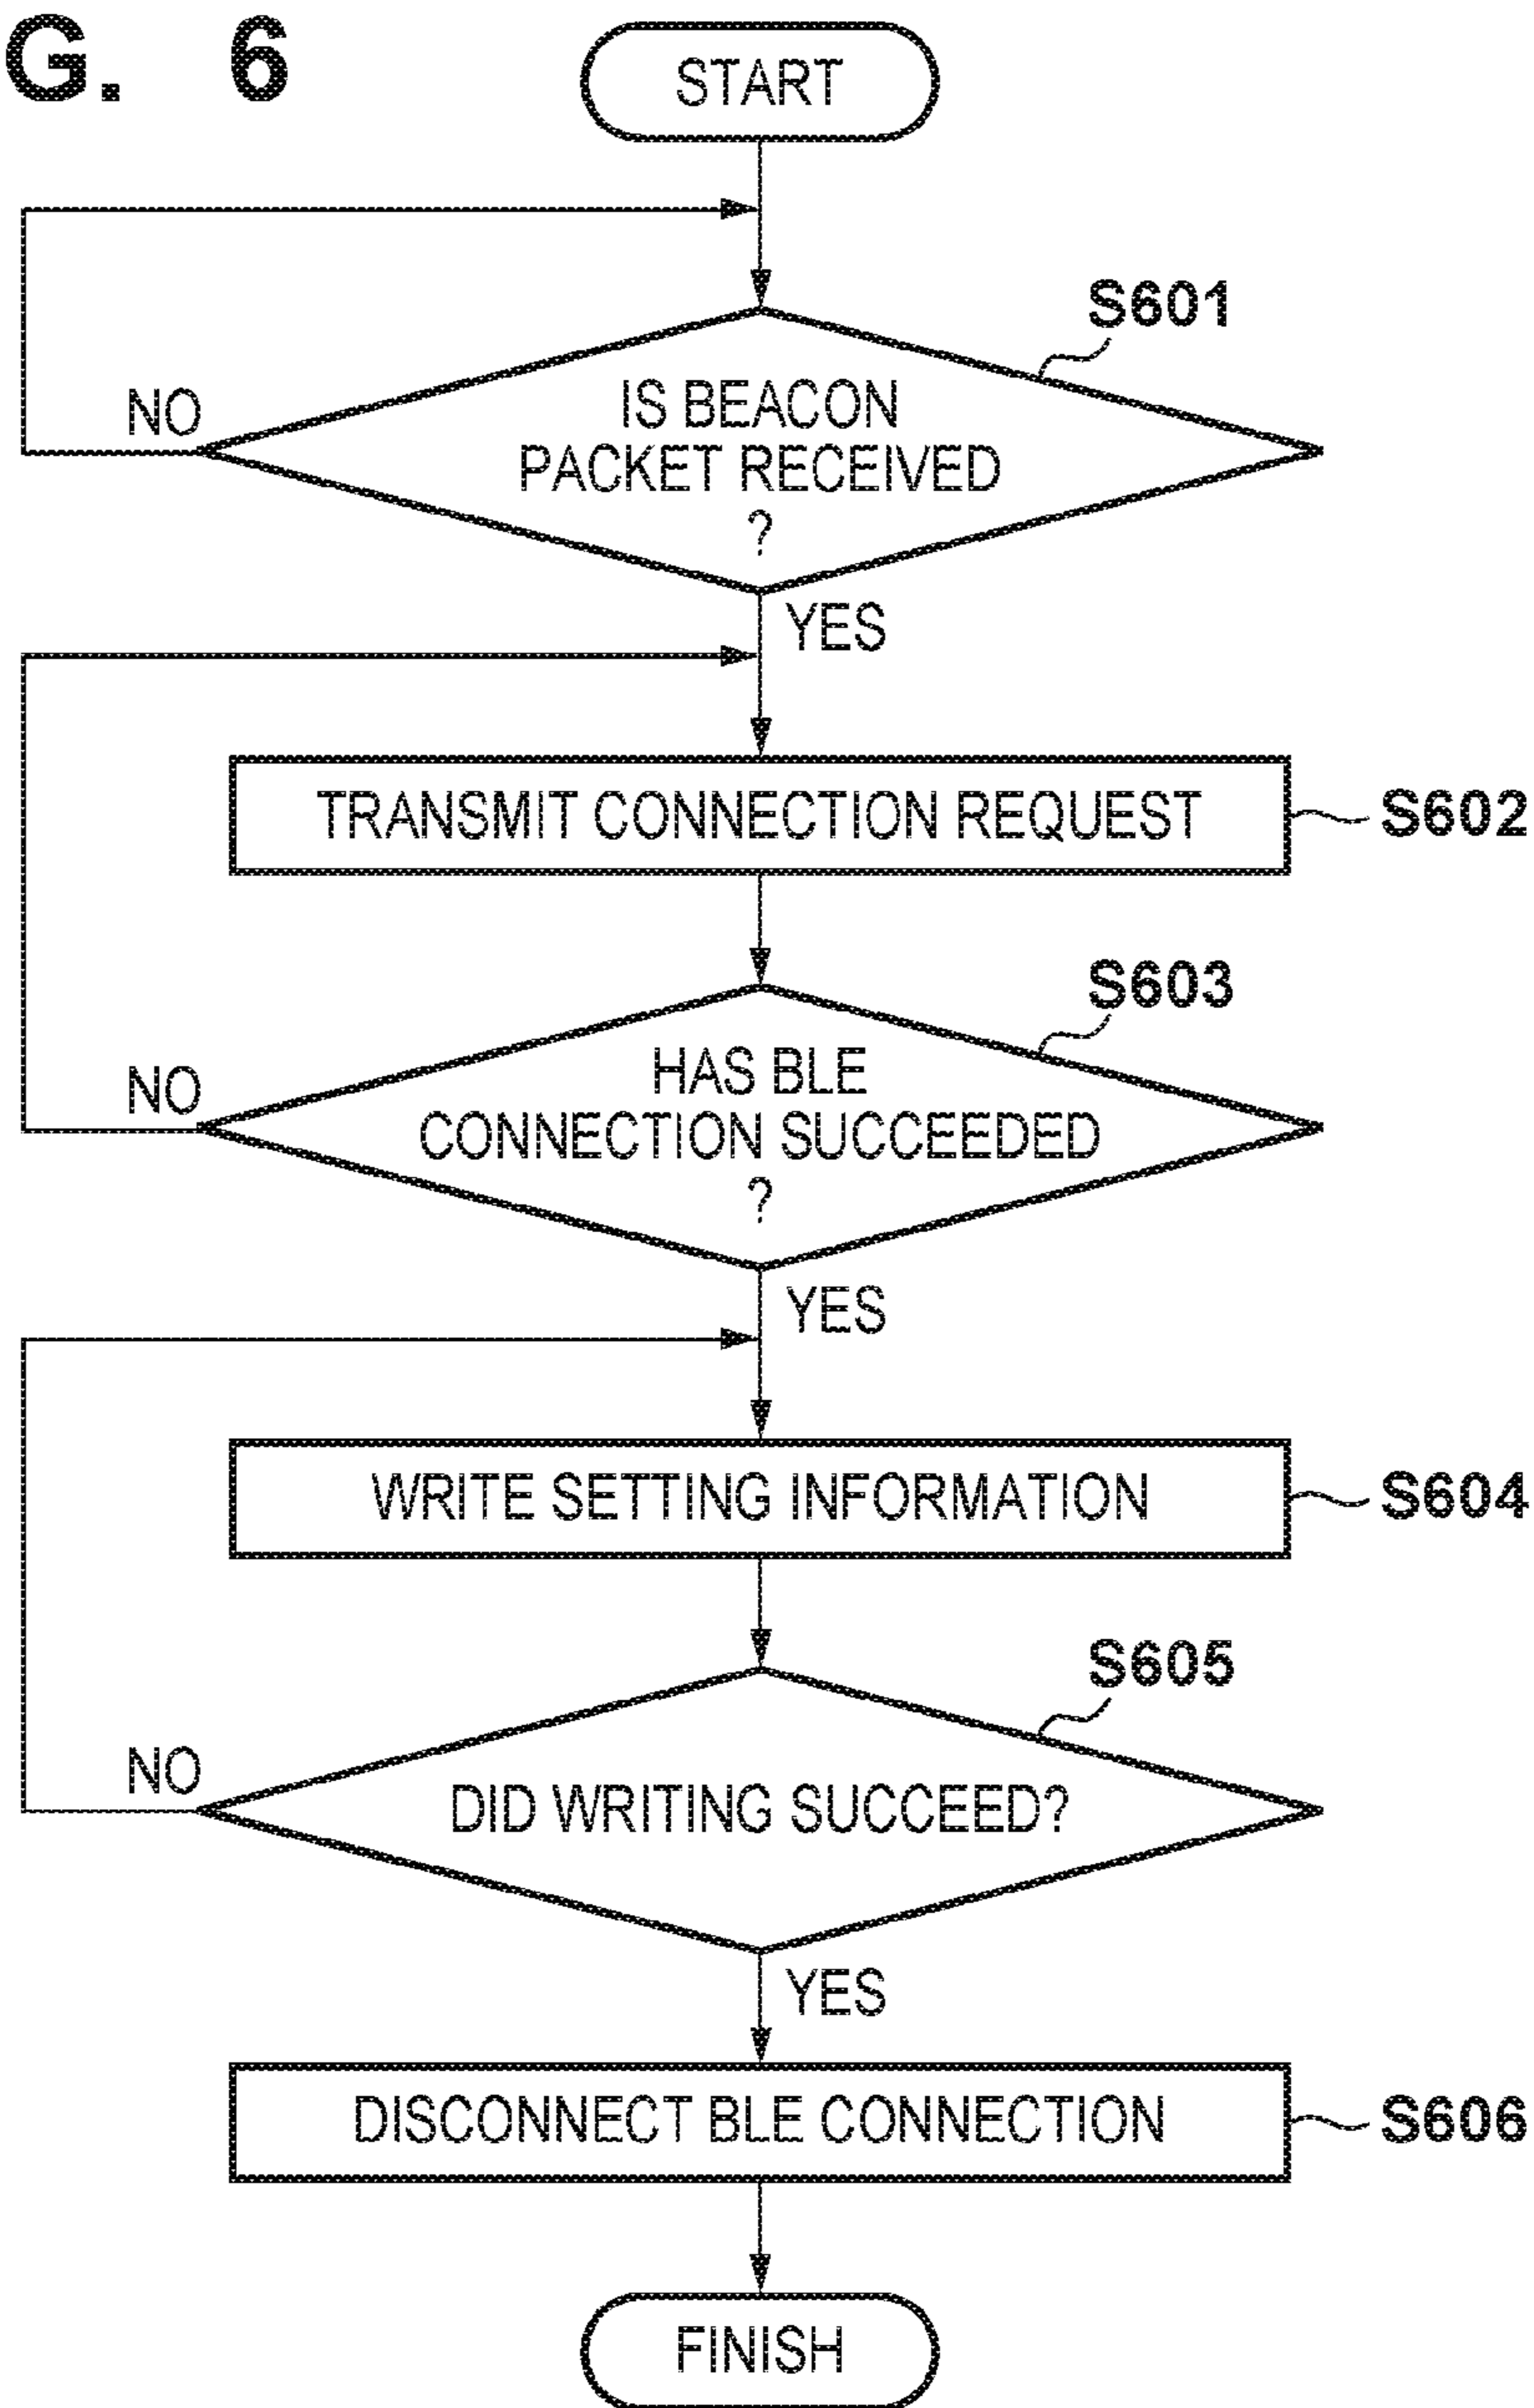 G. 6
START
S601
NO
IS BEACON
PACKET RECEIVED
?
YES
TRANSMIT CONNECTION REQUEST
S602
S603
NO
HAS BLE
CONNECTION SUCCEEDED
?
YES
WRITE SETTING INFORMATION
S604
S605
NO
DID WRITING SUCCEED?
YES
DISCONNECT BLE CONNECTION
S606
FINISH